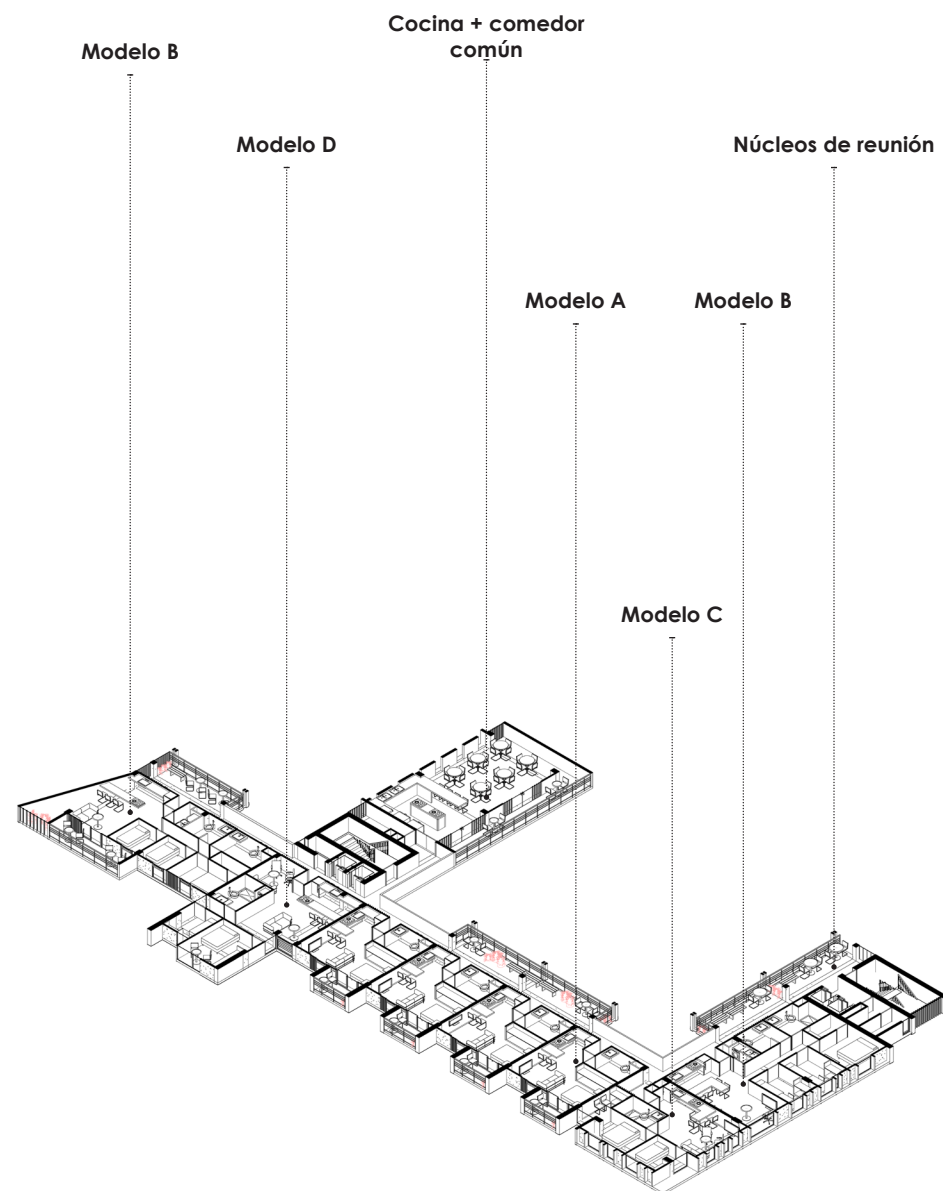 Cocina + comedor
común
Modelo B
Modelo D
Núcleos de reunión
Modelo A
Modelo B
Modelo C